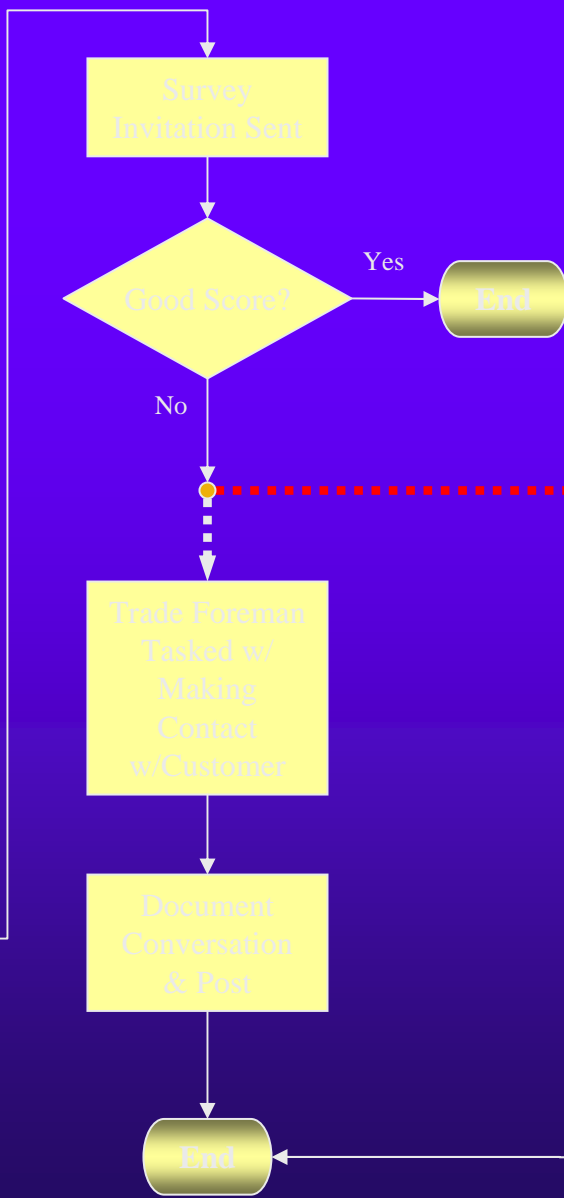 Survey
Invitation Sent
Good Score?
Yes
End
No
Trade Foreman
Tasked w/
Making
Contact
w/Customer
Document
Conversation
& Post
End